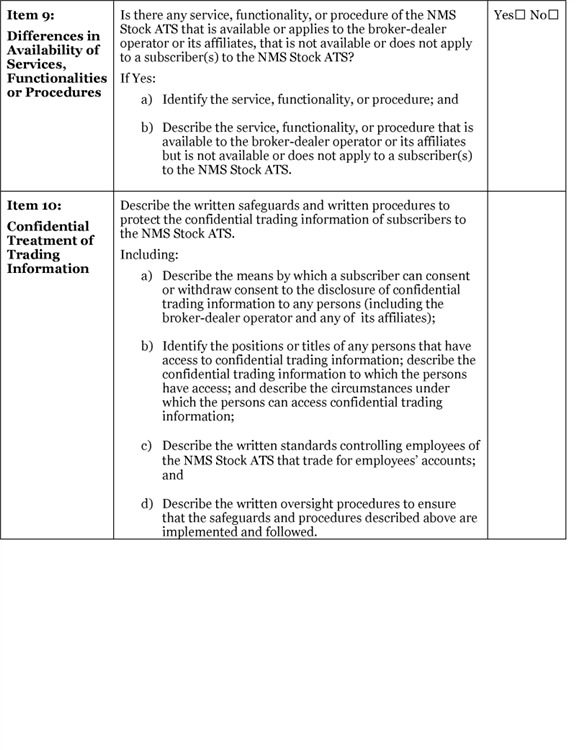 Item 9:
Differences in
Availability of
Services,
Functionalities
or Procedures
Is there any service, functionality, or procedure of the NMS
Stock ATS that is available or applies to the broker-dealer
operator or its affiliates, that is not available or does not apply
to a subscriber(s) to the NMS Stock ATS?
If Yes:
a) Identify the service, functionality, or procedure; and
b) Describe the service, functionality, or procedure that is
available to the broker-dealer operator or its affiliates
but is not available or does not apply to a subscriber(s)
to the NMS Stock ATS.
Yes☐ No☐
Item 10:
Confidential
Treatment of
Trading
Information
Describe the written safeguards and written procedures to
protect the confidential trading information of subscribers to
the NMS Stock ATS.
Including:
a) Describe the means by which a subscriber can consent
or withdraw consent to the disclosure of confidential
trading information to any persons (including the
broker-dealer operator and any of its affiliates);
b) Identify the positions or titles of any persons that have
access to confidential trading information; describe the
confidential trading information to which the persons
have access; and describe the circumstances under
which the persons can access confidential trading
information;
c) Describe the written standards controlling employees of
the NMS Stock ATS that trade for employees' accounts;
and
d) Describe the written oversight procedures to ensure
that the safeguards and procedures described above are
implemented and followed.